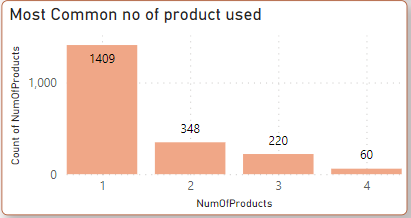 Most Common no of product used
Count of NumOfProducts
1,000
0
1409
348
220
60
1 2 3 4
NumOfProducts